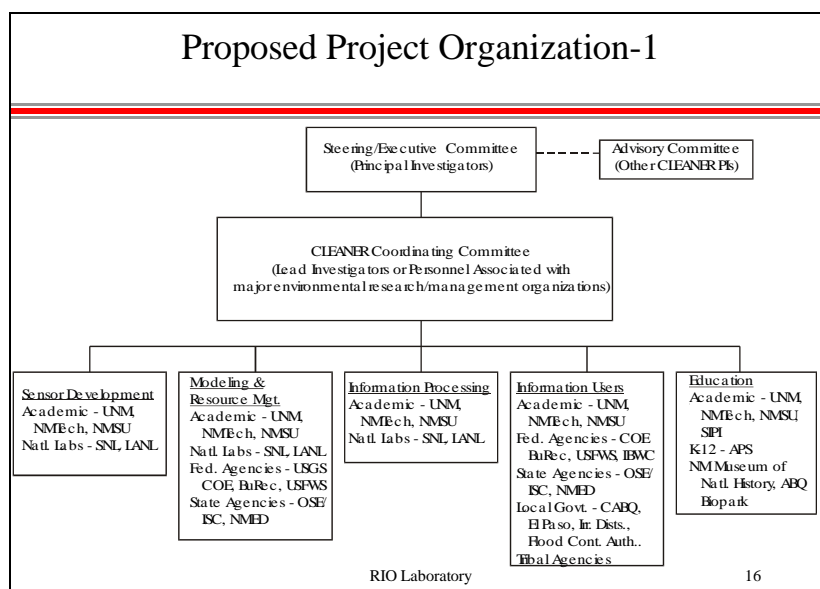 Proposed Project Organization-1
Steering/Executive Committee
(Principal Investigators)
Advisory Committee
(Other CLEANER PIs)
CLEANER Coordinating Committee
(Lead Investigators or Personnel Associated with
major environmental research/management organizations)
Sensor Development
Academic - UNM,
NMTech, NMSU
Natl. Labs - SNL, LANL
Modeling &
Resource Mgt.
Academic - UNM,
NMTech, NMSU
Natl. Labs - SNL, LANL
Fed. Agencies - USGS
COE, BuRec, USFWS
State Agencies - OSE/
ISC, NMED
Information Processing
Academic - UNM,
NMTech, NMSU
Natl. Labs - SNL, LANL
Information Users
Academic - UNM,
NMTech, NMSU
Fed. Agencies - COE
BuRec, USFWS, IBWC
State Agencies - OSE/
ISC, NMED
Local Govt. - CABQ,
El Paso, Irr. Dists.,
Flood Cont. Auth..
Tribal Agencies
Education
Academic - UNM,
NMTech, NMSU,
SIPI
K-12 - APS
NM Museum of
Natl. History, ABQ
Biopark
RIO Laboratory
16